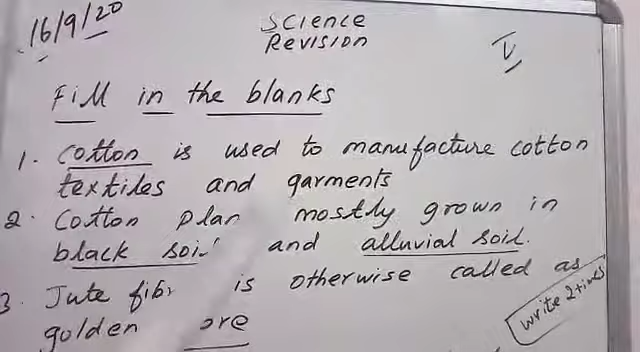 16/9/20
Science
Revision
V
Fill in the blanks
1. Cotton is used to manufacture cotton
textiles and garments
2. Cotton plan mostly grown in
black soil and alluvial soil.
3. Jute fib is otherwise called as
golden re
write 2 times